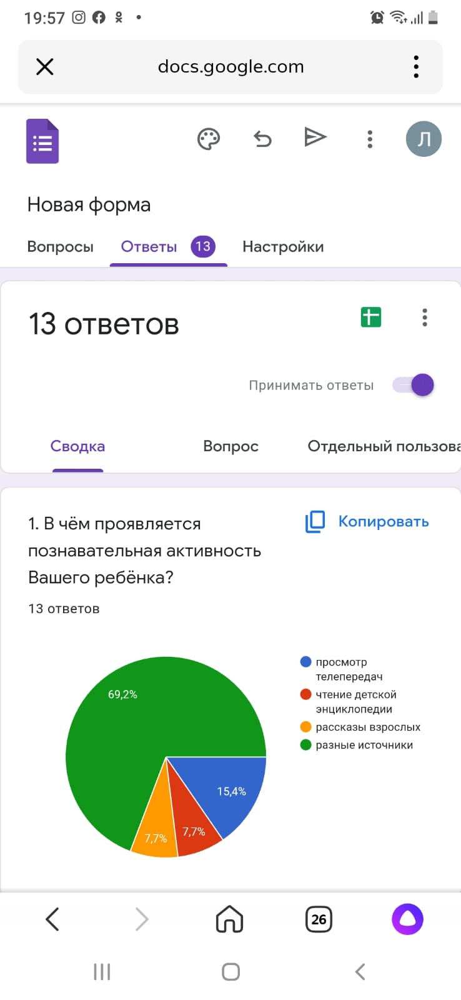 19:57
docs.google.com
Л
Новая форма
Вопросы Ответы 13 Настройки
13 ответов
Принимать ответы
Сводка Вопрос Отдельный пользова
1. В чём проявляется
познавательная активность
Вашего ребёнка?
Копировать
13 ответов
69,2%
15,4%
7,7%
7,7%
просмотр
телепередач
чтение детской
энциклопедии
рассказы взрослых
разные источники
26